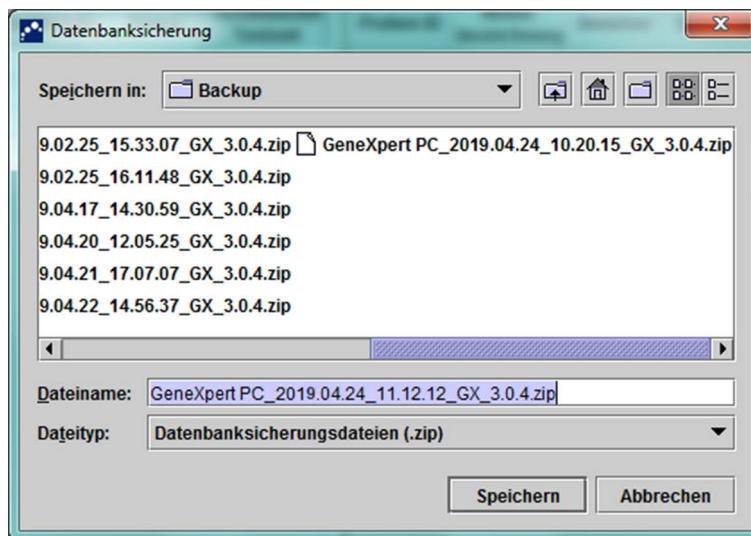 Datenbanksicherung
Speichern in: Backup
9.02.25_15.33.07_GX_3.0.4.zip GeneXpert PC_2019.04.24_10.20.15_GX_3.0.4.zip
9.02.25_16.11.48_GX_3.0.4.zip
9.04.17_14.30.59_GX_3.0.4.zip
9.04.20_12.05.25_GX_3.0.4.zip
9.04.21_17.07.07_GX_3.0.4.zip
9.04.22_14.56.37_GX_3.0.4.zip
Dateiname: GeneXpert PC_2019.04.24_11.12.12_GX_3.0.4.zip
Dateityp: Datenbanksicherungsdateien (.zip)
Speichern Abbrechen